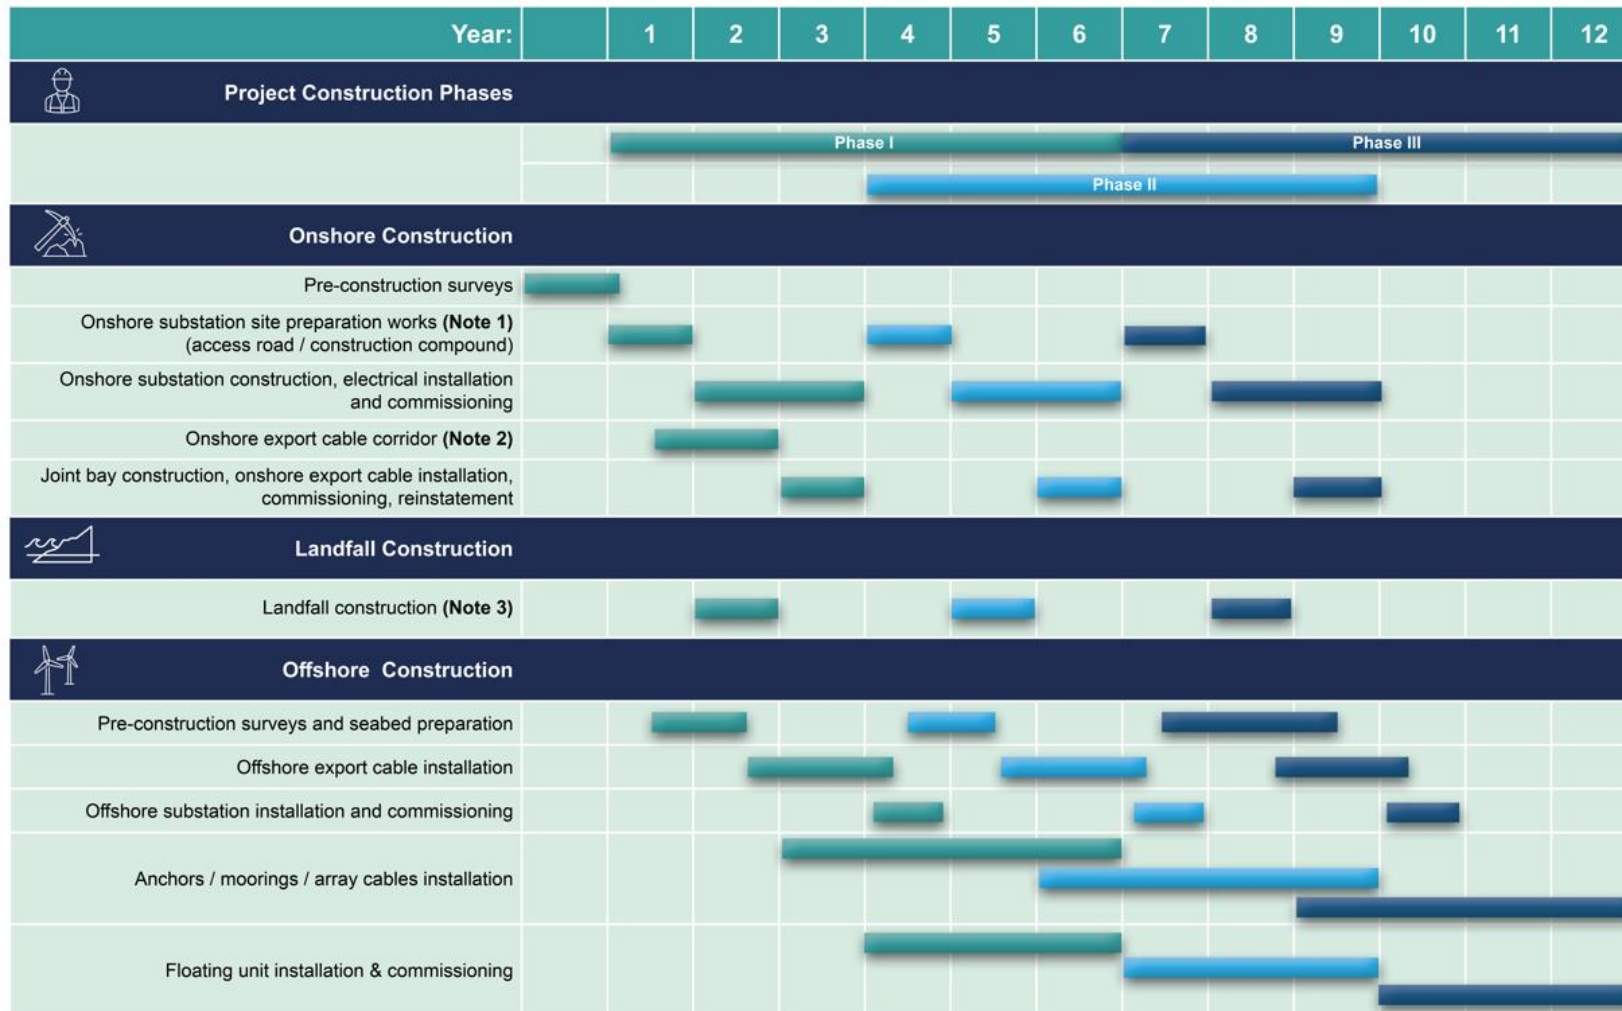 Year: 1 2 3 4 5 6 7 8 9 10 11 12
Project Construction Phases
Phase I Phase III
Phase II
Onshore Construction
Pre-construction surveys
Onshore substation site preparation works (Note 1)
(access road / construction compound)
Onshore substation construction, electrical installation
and commissioning
Onshore export cable corridor (Note 2)
Joint bay construction, onshore export cable installation,
commissioning, reinstatement
Landfall Construction
Landfall construction (Note 3)
Offshore Construction
Pre-construction surveys and seabed preparation
Offshore export cable installation
Offshore substation installation and commissioning
Anchors / moorings / array cables installation
Floating unit installation & commissioning